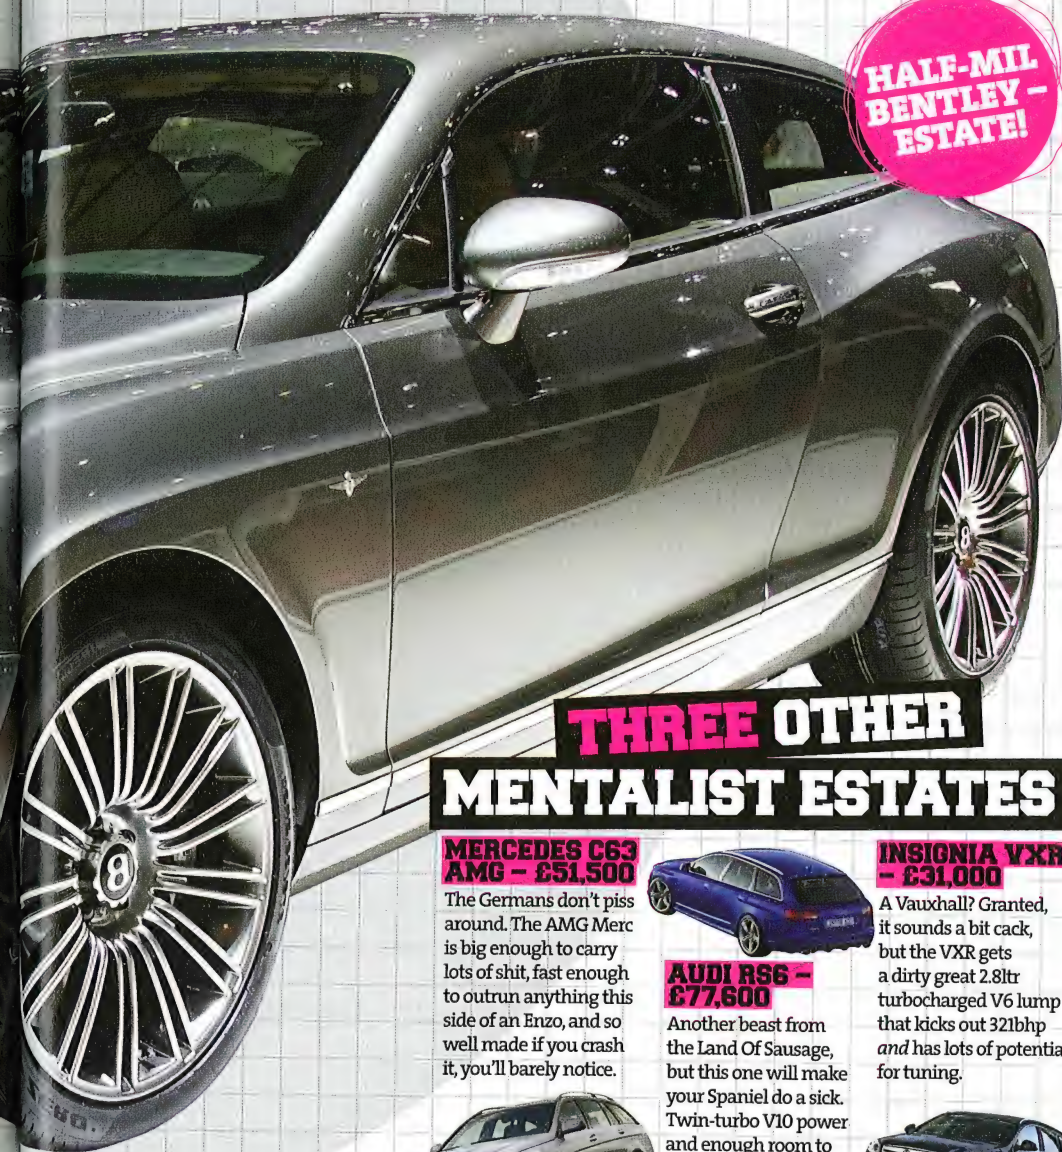 HALF-MIL
BENTLEY –
ESTATE!
THREE OTHER
MENTALIST ESTATES
MERCEDES C63
AMG – £51,500
The Germans don't piss
around. The AMG Merc
is big enough to carry
lots of shit, fast enough
to outrun anything this
side of an Enzo, and so
well made if you crash
it, you'll barely notice.
AUDI RS6 –
£77,600
Another beast from
the Land Of Sausage,
but this one will make
your Spaniel do a sick.
Twin-turbo V10 power
and enough room to
INSIGNIA VXR
– £31,000
A Vauxhall? Granted,
it sounds a bit cack,
but the VXR gets
a dirty great 2.8ltr
turbocharged V6 lump
that kicks out 321bhp
and has lots of potential
for tuning.